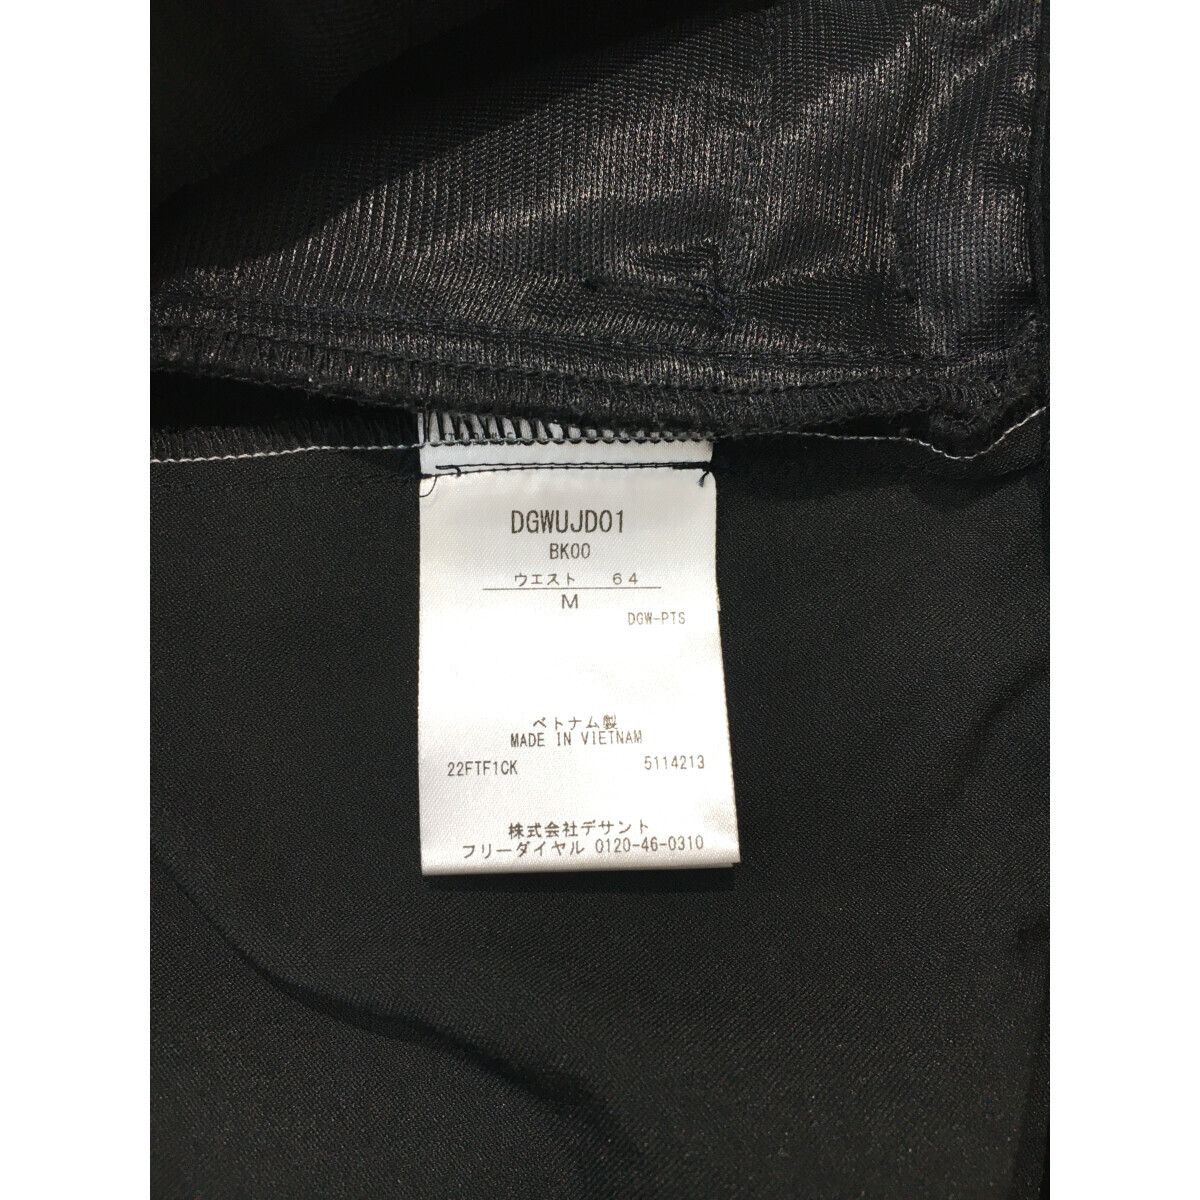 DGWUJD01
BK00
ウエスト 64
M
DGW-PTS
ベトナム製
MADE IN VIETNAM
22FTF1CK 5114213
株式会社デサント
フリーダイヤル 0120-46-0310